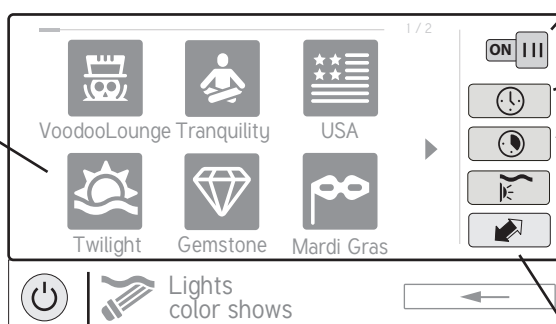 1 / 2
ON
VoodooLounge Tranquility USA
Twilight Gemstone Mardi Gras
Lights
color shows